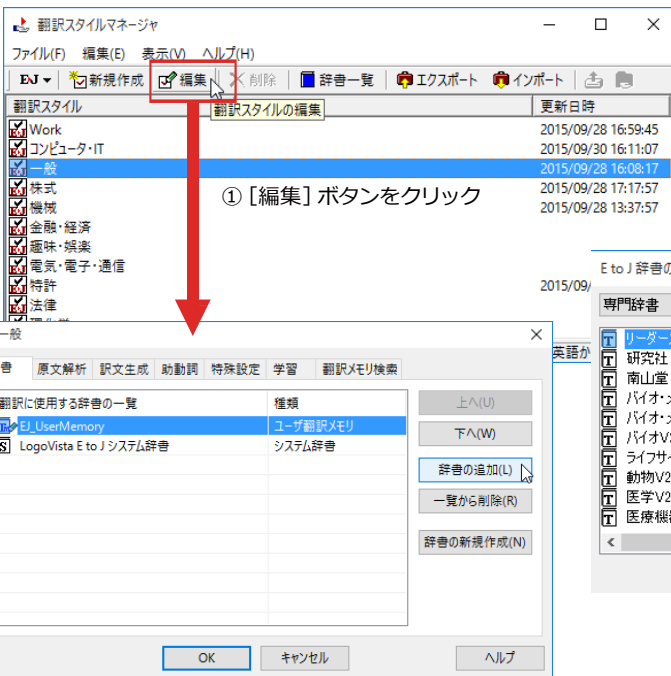 翻訳スタイルマネージャ
ファイル(F) 編集(E) 表示(V) ヘルプ(H)
EJ 新規作成 編集 削除 辞書一覧 エクスポート インポート
翻訳スタイル 更新日時
翻訳スタイルの編集
Work 2015/09/28 16:59:45
コンピュータ・IT 2015/09/30 16:11:07
一般 2015/09/28 16:08:17
株式 2015/09/28 17:17:57
機械 2015/09/28 13:37:57
金融・経済
趣味・娯楽
電気・電子・通信
特許 2015/09/
法律
① [編集] ボタンをクリック
英語か
一般
書 原文解析 訳文生成 助動詞 特殊設定 学習 翻訳メモリ検索
翻訳に使用する辞書の一覧 種類
EJ_UserMemory ユーザ翻訳メモリ
LogoVista E to J システム辞書 システム辞書
上へ(U)
下へ(W)
辞書の追加(L)
一覧から削除(R)
辞書の新規作成(N)
OK キャンセル ヘルプ
E to J 辞書の
専門辞書
リーダー
研究社
南山堂
バイオ・
バイオ・
バイオV
ライフサ
動物V2
医学V2
医療機